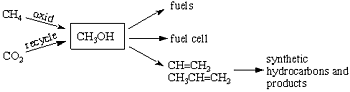 CH4 oxid
CO2 recycle
CH3OH
fuels
fuel cell
CH=CH2
CH3CH=CH2
synthetic
hydrocarbons and
products